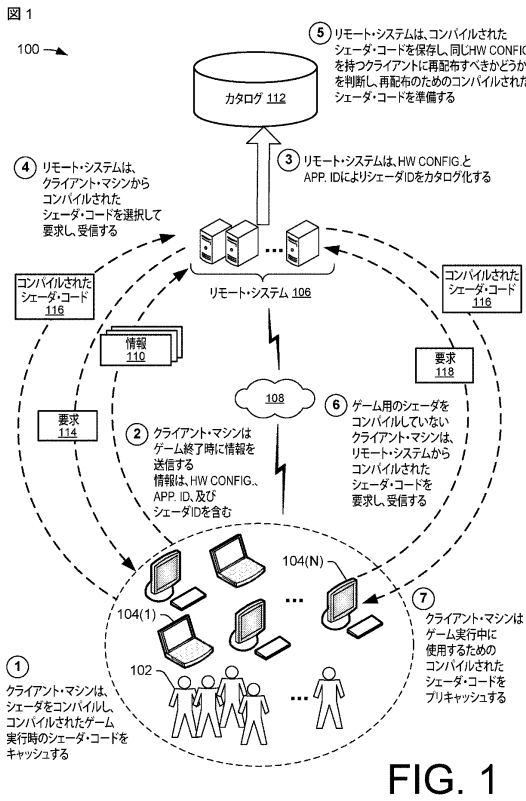 図 1
100
⑤ リモート・システムは、コンパイルされた
シェーダ・コードを保存し、同じHW CONFIG.
を持つクライアントに再配布すべきかどうか
を判断し、再配布のためのコンパイルされた
シェーダ・コードを準備する
カタログ 112
③ リモート・システムは、HW CONFIG.と
APP. IDによりシェーダIDをカタログ化する
④ リモート・システムは、
クライアント・マシンから
コンパイルされた
シェーダ・コードを選択して
要求し、受信する
リモート・システム 106
コンパイルされた
シェーダ・コード
116
情報
110
要求
114
コンパイルされた
シェーダ・コード
116
要求
118
108
② クライアント・マシンは
ゲーム終了時に情報を
送信する
情報は、HW CONFIG.、
APP. ID、及び
シェーダIDを含む
⑥ ゲーム用のシェーダを
コンパイルしていない
クライアント・マシンは、
リモート・システムから
コンパイルされた
シェーダ・コードを
要求し、受信する
104(1)
104(N)
102
① クライアント・マシンは、
シェーダをコンパイルし、
コンパイルされたゲーム
実行時のシェーダ・コードを
キャッシュする
⑦ クライアント・マシンは
ゲーム実行中に
使用するための
コンパイルされた
シェーダ・コードを
プリキャッシュする
FIG. 1